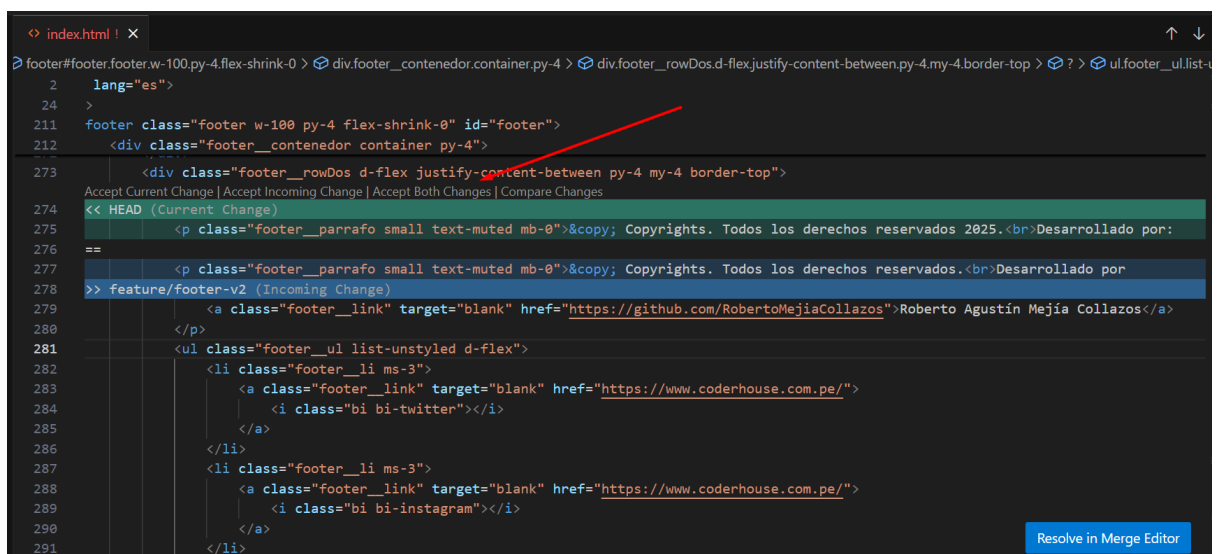 <> index.html ! ×
↑ ↓
footer#footer.footer.w-100.py-4.flex-shrink-0 > div.footer__contenedor.container.py-4 > div.footer__rowDos.d-flex.justify-content-between.py-4.my-4.border-top > ? > ul.footer__ul.list-u
2 lang="es">
24 >
211 footer class="footer w-100 py-4 flex-shrink-0" id="footer">
212 <div class="footer__contenedor container py-4">
273 <div class="footer__rowDos d-flex justify-content-between py-4 my-4 border-top">
Accept Current Change | Accept Incoming Change | Accept Both Changes | Compare Changes
274 << HEAD (Current Change)
275 <p class="footer__parrafo small text-muted mb-0">&copy; Copyrights. Todos los derechos reservados 2025.<br>Desarrollado por:
276 ==
277 <p class="footer__parrafo small text-muted mb-0">&copy; Copyrights. Todos los derechos reservados.<br>Desarrollado por
278 >> feature/footer-v2 (Incoming Change)
279 <a class="footer__link" target="blank" href="https://github.com/RobertoMejiaCollazos">Roberto Agustín Mejía Collazos</a>
280 </p>
281 <ul class="footer__ul list-unstyled d-flex">
282 <li class="footer__li ms-3">
283 <a class="footer__link" target="blank" href="https://www.coderhouse.com.pe/">
284 <i class="bi bi-twitter"></i>
285 </a>
286 </li>
287 <li class="footer__li ms-3">
288 <a class="footer__link" target="blank" href="https://www.coderhouse.com.pe/">
289 <i class="bi bi-instagram"></i>
290 </a>
291 </li>
Resolve in Merge Editor